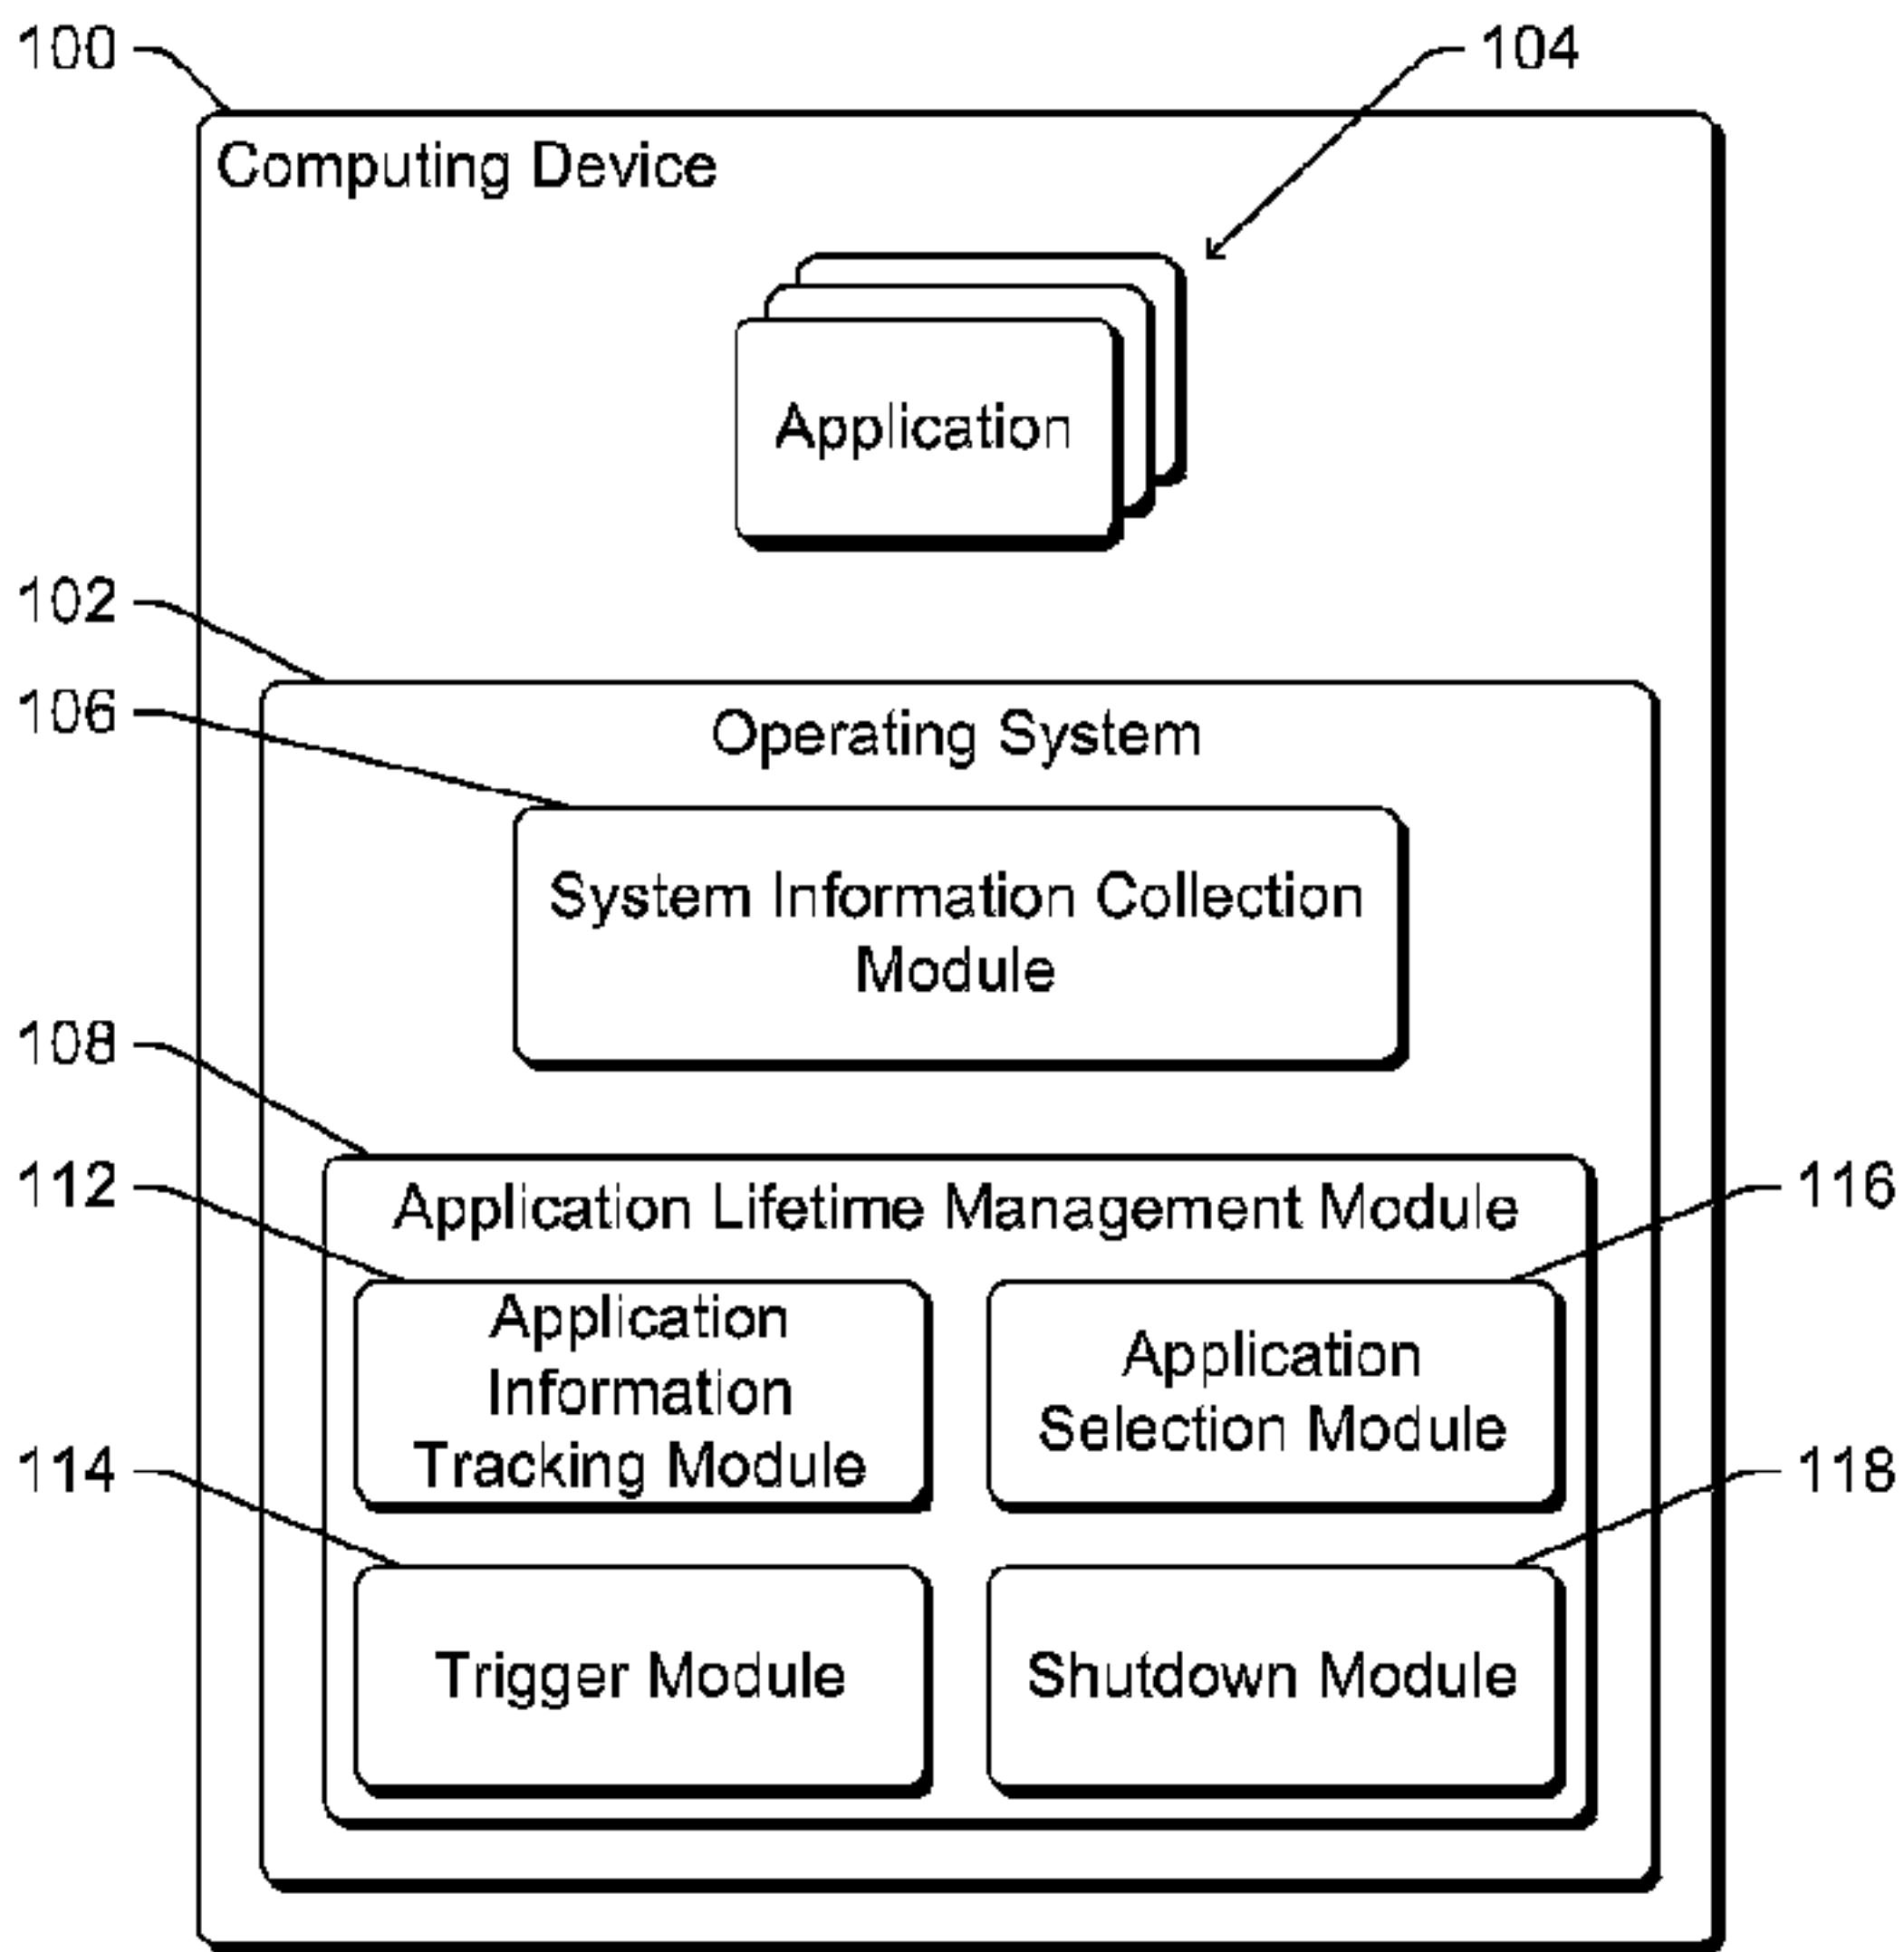 100
104
Computing Device
Application
102
106
Operating System
System Information Collection
Module
108
112
116
Application Lifetime Management Module
Application
Information
Tracking Module
Application
Selection Module
114
118
Trigger Module
Shutdown Module